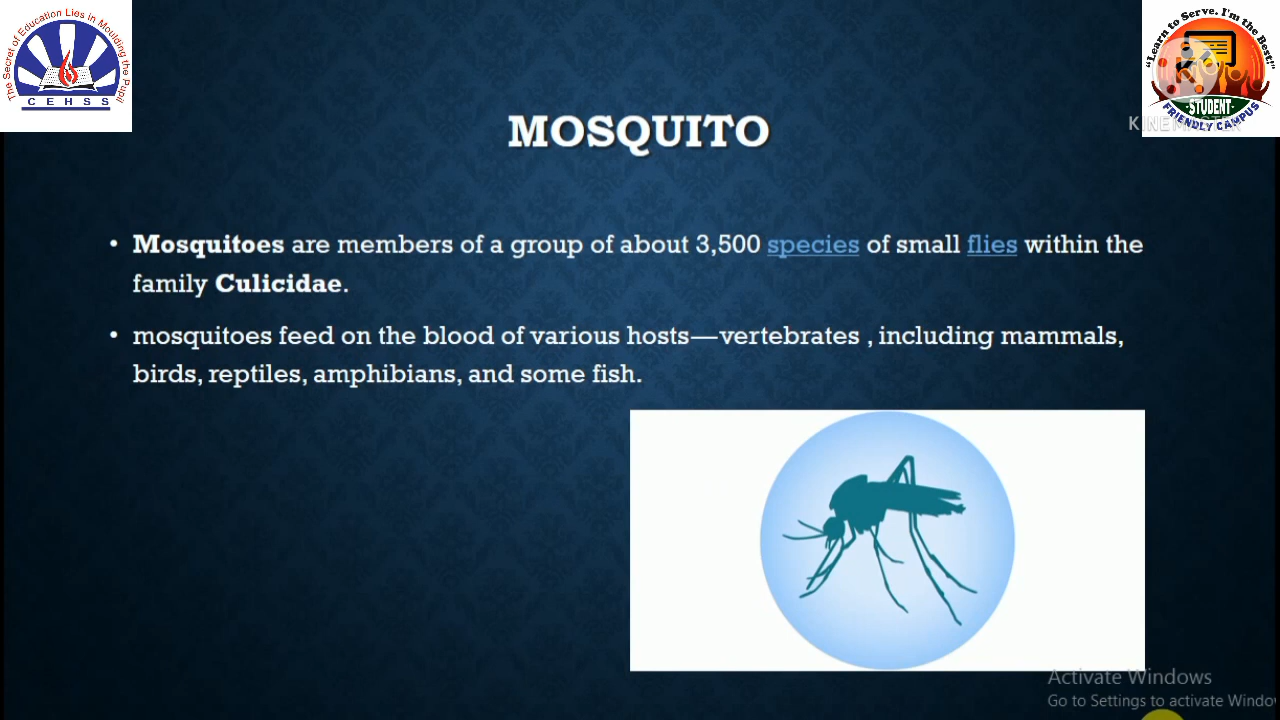 The Secret of Education Lies in Moulding the Pupil
C E H S S
"Learn to Serve. I'm the Best!"
STUDENT
FRIENDLY CAMPUS
KINEMASTER
MOSQUITO
• Mosquitoes are members of a group of about 3,500 species of small flies within the
family Culicidae.
• mosquitoes feed on the blood of various hosts—vertebrates , including mammals,
birds, reptiles, amphibians, and some fish.
Activate Windows
Go to Settings to activate Windo